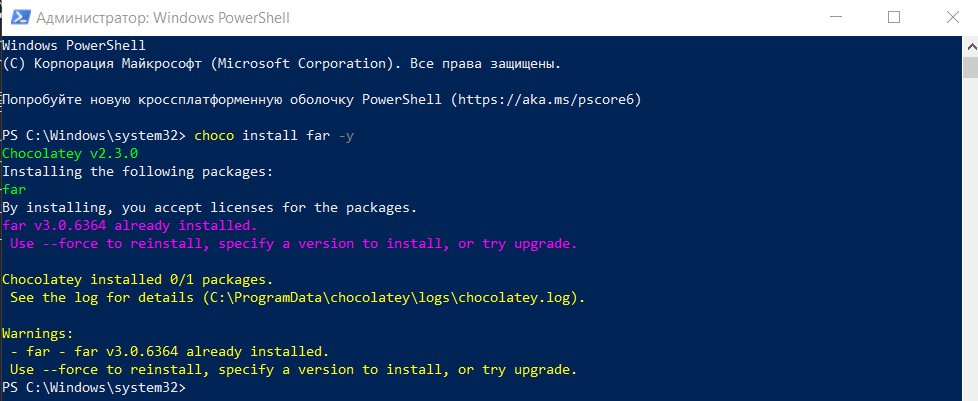 Администратор: Windows PowerShell
Windows PowerShell
(C) Корпорация Майкрософт (Microsoft Corporation). Все права защищены.
Попробуйте новую кроссплатформенную оболочку PowerShell (https://aka.ms/pscore6)
PS C:\Windows\system32> choco install far -y
Chocolatey v2.3.0
Installing the following packages:
far
By installing, you accept licenses for the packages.
far v3.0.6364 already installed.
 Use --force to reinstall, specify a version to install, or try upgrade.
Chocolatey installed 0/1 packages.
 See the log for details (C:\ProgramData\chocolatey\logs\chocolatey.log).
Warnings:
 - far - far v3.0.6364 already installed.
 Use --force to reinstall, specify a version to install, or try upgrade.
PS C:\Windows\system32>